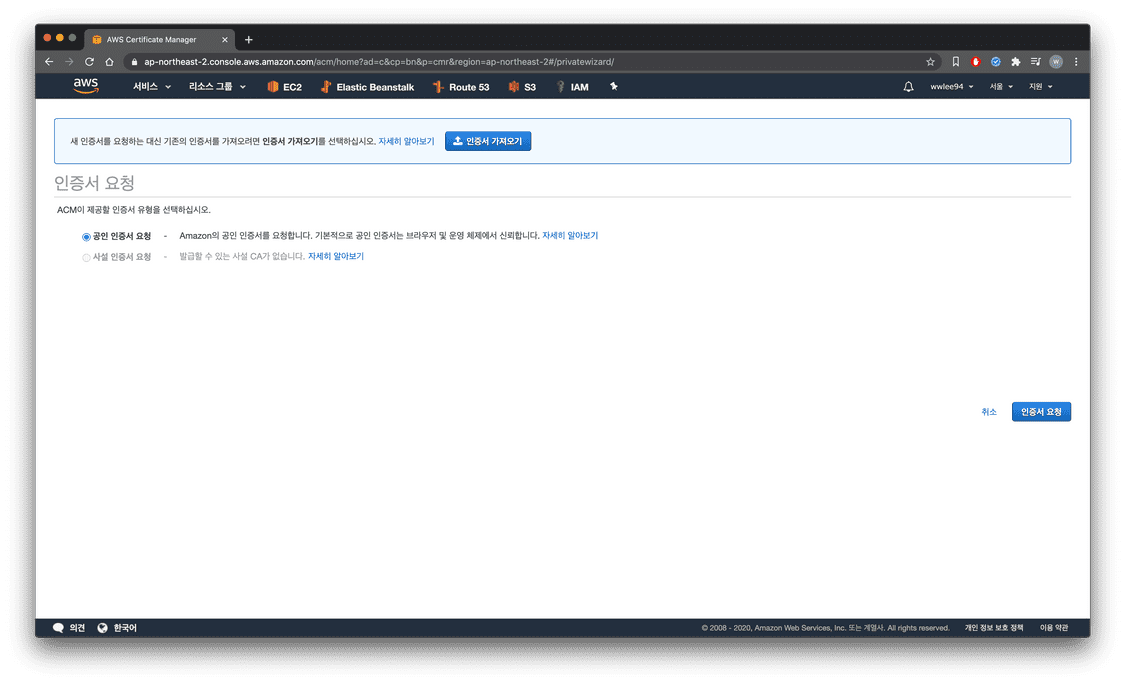 AWS Certificate Manager
ap-northeast-2.console.aws.amazon.com/acm/home?ad=c&cp=bn&p=cmr&region=ap-northeast-2#/privatewizard/
W
aws 서비스 리소스 그룹 EC2 Elastic Beanstalk Route 53 S3 IAM wwlee94 서울 지원
새 인증서를 요청하는 대신 기존의 인증서를 가져오려면 인증서 가져오기를 선택하십시오. 자세히 알아보기 인증서 가져오기
인증서 요청
ACM이 제공할 인증서 유형을 선택하십시오.
공인 인증서 요청 - Amazon의 공인 인증서를 요청합니다. 기본적으로 공인 인증서는 브라우저 및 운영 체제에서 신뢰합니다. 자세히 알아보기
사설 인증서 요청 - 발급할 수 있는 사설 CA가 없습니다. 자세히 알아보기
취소 인증서 요청
의견 한국어 © 2008 - 2020, Amazon Web Services, Inc. 또는 계열사. All rights reserved. 개인 정보 보호 정책 이용 약관